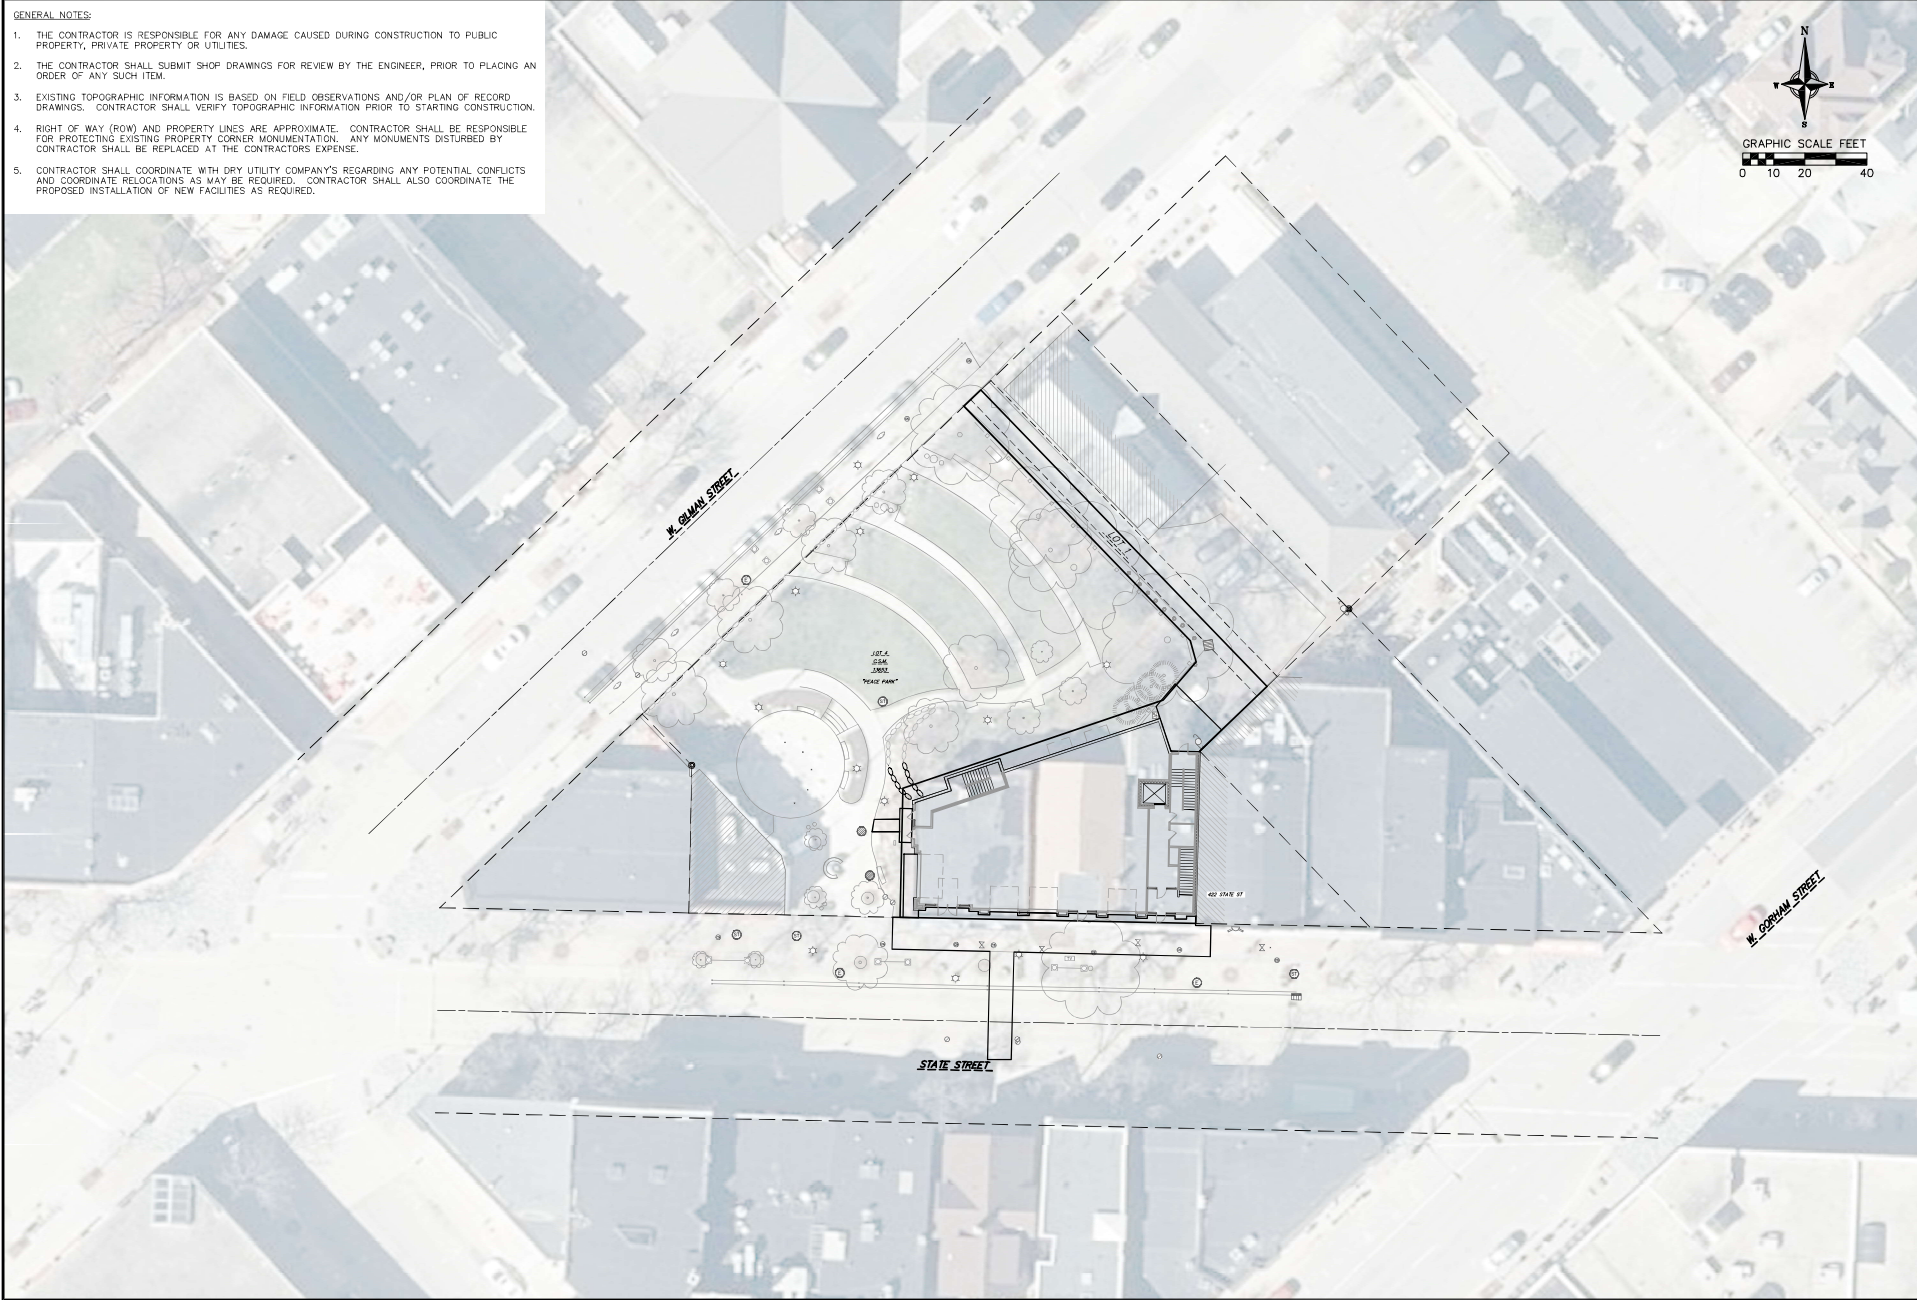 GENERAL NOTES:
1. THE CONTRACTOR IS RESPONSIBLE FOR ANY DAMAGE CAUSED DURING CONSTRUCTION TO PUBLIC
PROPERTY, PRIVATE PROPERTY OR UTILITIES.
2. THE CONTRACTOR SHALL SUBMIT SHOP DRAWINGS FOR REVIEW BY THE ENGINEER, PRIOR TO PLACING AN
ORDER OF ANY SUCH ITEM.
3. EXISTING TOPOGRAPHIC INFORMATION IS BASED ON FIELD OBSERVATIONS AND/OR PLAN OF RECORD
DRAWINGS. CONTRACTOR SHALL VERIFY TOPOGRAPHIC INFORMATION PRIOR TO STARTING CONSTRUCTION.
4. RIGHT OF WAY (ROW) AND PROPERTY LINES ARE APPROXIMATE. CONTRACTOR SHALL BE RESPONSIBLE
FOR PROTECTING EXISTING PROPERTY CORNER MONUMENTATION. ANY MONUMENTS DISTURBED BY
CONTRACTOR SHALL BE REPLACED AT THE CONTRACTORS EXPENSE.
5. CONTRACTOR SHALL COORDINATE WITH DRY UTILITY COMPANY'S REGARDING ANY POTENTIAL CONFLICTS
AND COORDINATE RELOCATIONS AS MAY BE REQUIRED. CONTRACTOR SHALL ALSO COORDINATE THE
PROPOSED INSTALLATION OF NEW FACILITIES AS REQUIRED.
N
W E
S
GRAPHIC SCALE FEET
0 10 20 40
W. GILMAN STREET
LOT 1
E
LOT 4
C.S.M.
"PEACE PARK"
ST
422 STATE ST
W. GORHAM STREET
ST
ST
E
TV
E
ST
STATE STREET